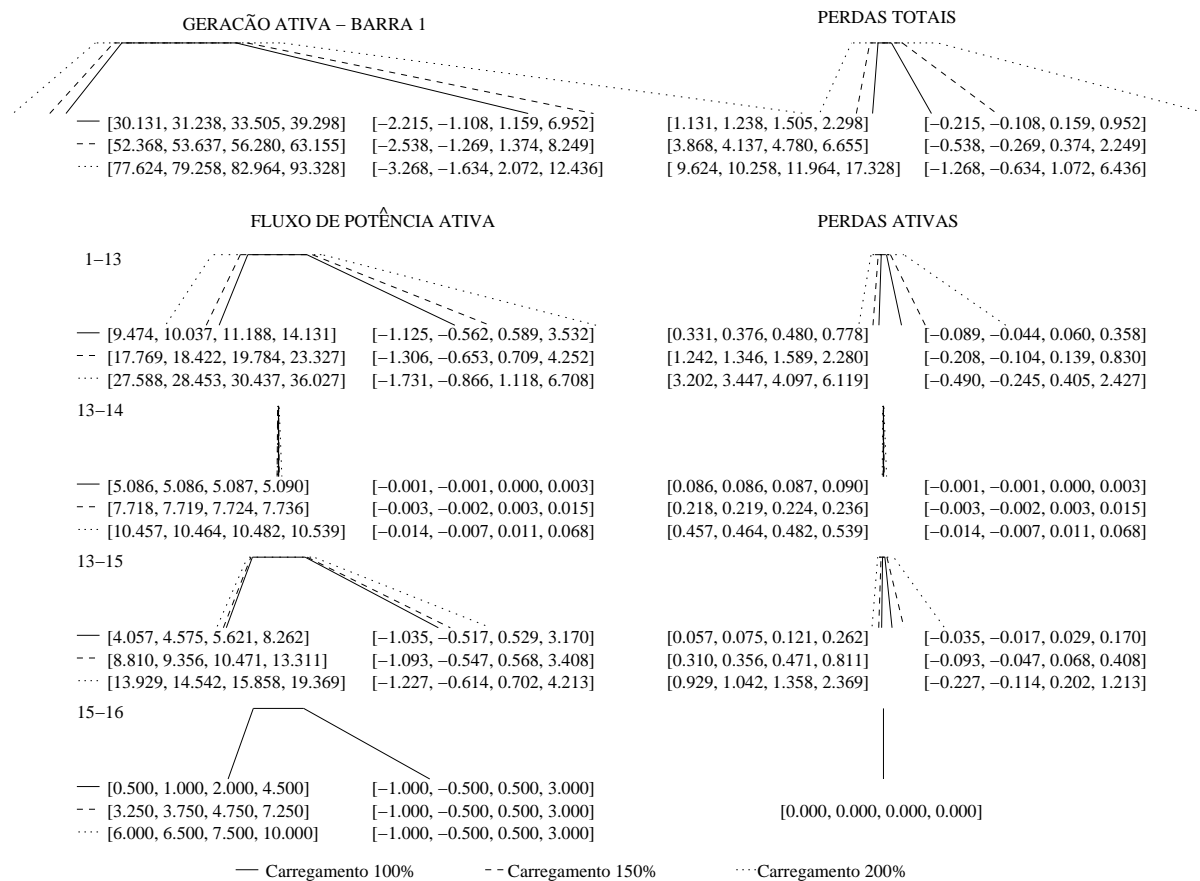 GERACÃO ATIVA – BARRA 1 PERDAS TOTAIS
[30.131, 31.238, 33.505, 39.298] [−2.215, −1.108, 1.159, 6.952] [1.131, 1.238, 1.505, 2.298] [−0.215, −0.108, 0.159, 0.952]
[52.368, 53.637, 56.280, 63.155] [−2.538, −1.269, 1.374, 8.249] [3.868, 4.137, 4.780, 6.655] [−0.538, −0.269, 0.374, 2.249]
[77.624, 79.258, 82.964, 93.328] [−3.268, −1.634, 2.072, 12.436] [ 9.624, 10.258, 11.964, 17.328] [−1.268, −0.634, 1.072, 6.436]
FLUXO DE POTÊNCIA ATIVA PERDAS ATIVAS
1–13
[9.474, 10.037, 11.188, 14.131] [−1.125, −0.562, 0.589, 3.532] [0.331, 0.376, 0.480, 0.778] [−0.089, −0.044, 0.060, 0.358]
[17.769, 18.422, 19.784, 23.327] [−1.306, −0.653, 0.709, 4.252] [1.242, 1.346, 1.589, 2.280] [−0.208, −0.104, 0.139, 0.830]
[27.588, 28.453, 30.437, 36.027] [−1.731, −0.866, 1.118, 6.708] [3.202, 3.447, 4.097, 6.119] [−0.490, −0.245, 0.405, 2.427]
13–14
[5.086, 5.086, 5.087, 5.090] [−0.001, −0.001, 0.000, 0.003] [0.086, 0.086, 0.087, 0.090] [−0.001, −0.001, 0.000, 0.003]
[7.718, 7.719, 7.724, 7.736] [−0.003, −0.002, 0.003, 0.015] [0.218, 0.219, 0.224, 0.236] [−0.003, −0.002, 0.003, 0.015]
[10.457, 10.464, 10.482, 10.539] [−0.014, −0.007, 0.011, 0.068] [0.457, 0.464, 0.482, 0.539] [−0.014, −0.007, 0.011, 0.068]
13–15
[4.057, 4.575, 5.621, 8.262] [−1.035, −0.517, 0.529, 3.170] [0.057, 0.075, 0.121, 0.262] [−0.035, −0.017, 0.029, 0.170]
[8.810, 9.356, 10.471, 13.311] [−1.093, −0.547, 0.568, 3.408] [0.310, 0.356, 0.471, 0.811] [−0.093, −0.047, 0.068, 0.408]
[13.929, 14.542, 15.858, 19.369] [−1.227, −0.614, 0.702, 4.213] [0.929, 1.042, 1.358, 2.369] [−0.227, −0.114, 0.202, 1.213]
15–16
[0.500, 1.000, 2.000, 4.500] [−1.000, −0.500, 0.500, 3.000]
[3.250, 3.750, 4.750, 7.250] [−1.000, −0.500, 0.500, 3.000] [0.000, 0.000, 0.000, 0.000]
[6.000, 6.500, 7.500, 10.000] [−1.000, −0.500, 0.500, 3.000]
Carregamento 100% Carregamento 150% Carregamento 200%